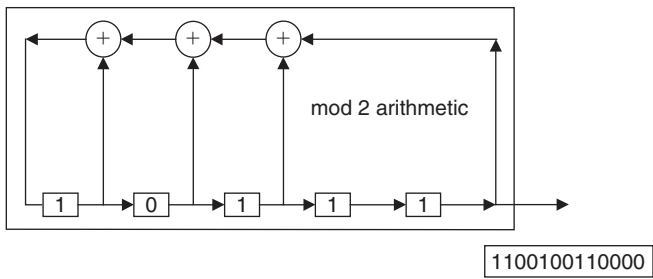 + + +
mod 2 arithmetic
1 0 1 1 1
1100100110000